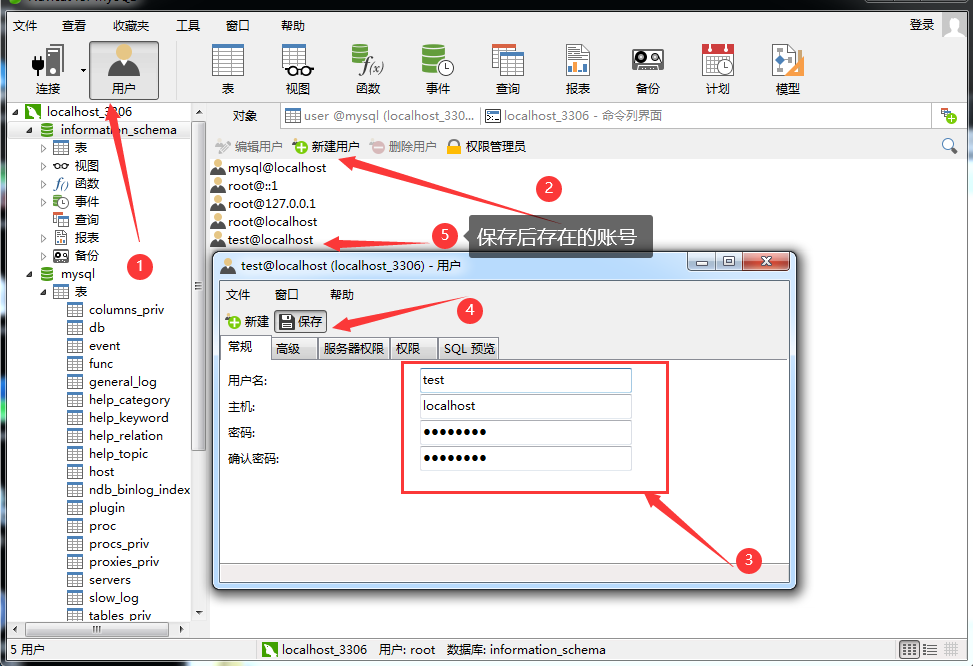 文件 查看 收藏夹 工具 窗口 帮助 登录
连接 用户 表 视图 函数 事件 查询 报表 备份 计划 模型
localhost_3306
information_schema
表
视图
函数
事件
查询
报表
备份
mysql
表
columns_priv
db
event
func
general_log
help_category
help_keyword
help_relation
help_topic
host
ndb_binlog_index
plugin
proc
procs_priv
proxies_priv
servers
slow_log
tables_priv
对象 user @mysql (localhost_330... localhost_3306 - 命令列界面
编辑用户 新建用户 删除用户 权限管理员
mysql@localhost
root@::1
root@127.0.0.1
root@localhost
test@localhost
1
2
5 保存后存在的账号
test@localhost (localhost_3306) - 用户
文件 窗口 帮助
新建 保存
4
常规 高级 服务器权限 权限 SQL 预览
用户名: test
主机: localhost
密码: ●●●●●●●●
确认密码: ●●●●●●●●
3
5 用户 localhost_3306 用户: root 数据库: information_schema